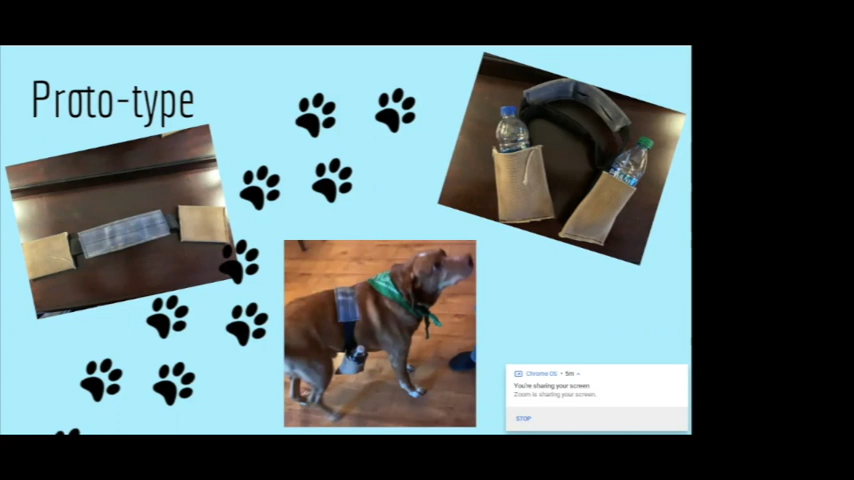 Proto-type
Chrome OS • 5m
You're sharing your screen
Zoom is sharing your screen.
STOP